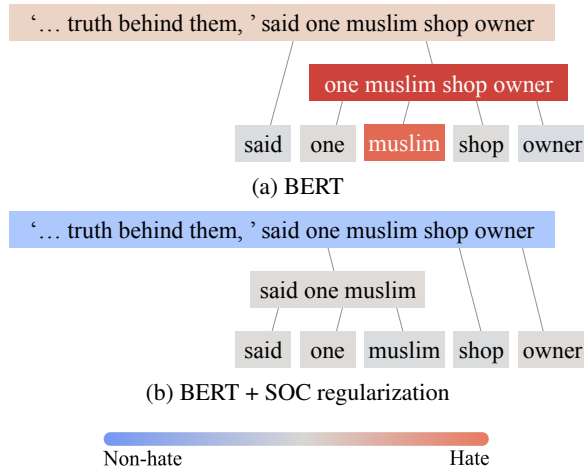 ‘… truth behind them, ’ said one muslim shop owner
one muslim shop owner
said one muslim shop owner
(a) BERT
‘… truth behind them, ’ said one muslim shop owner
said one muslim
said one muslim shop owner
(b) BERT + SOC regularization
Non-hate Hate